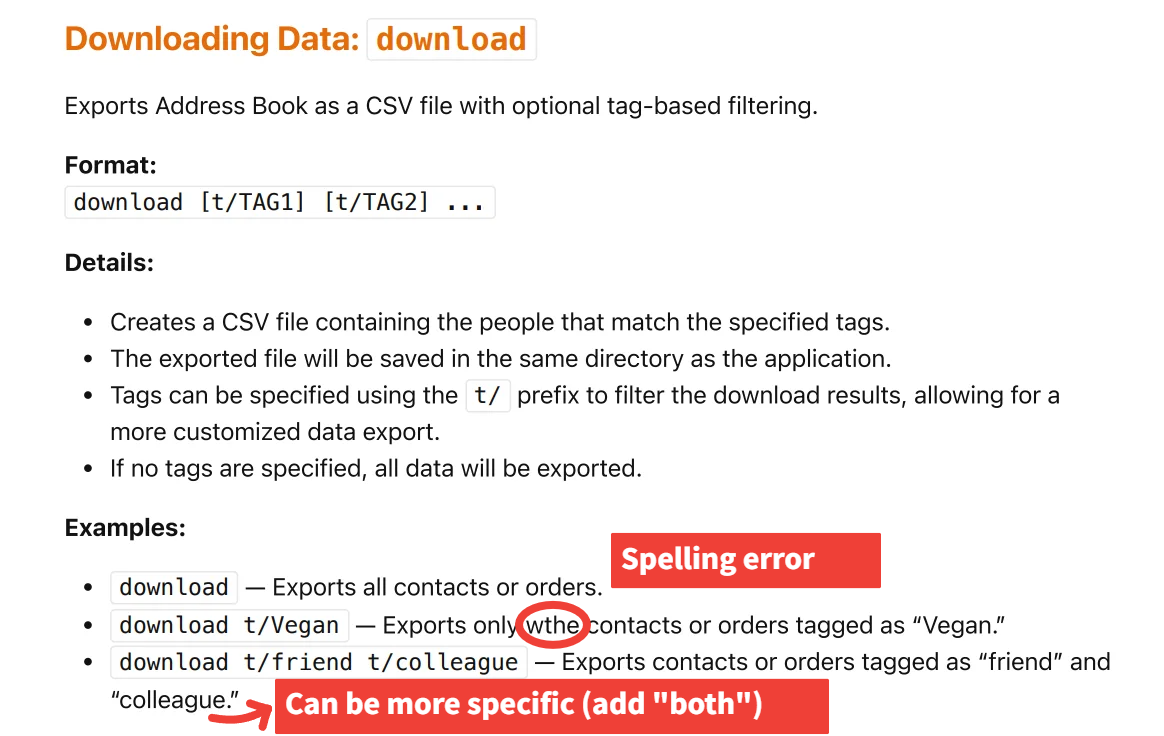 Downloading Data: download
Exports Address Book as a CSV file with optional tag-based filtering.
Format:
download [t/TAG1] [t/TAG2] ...
Details:
• Creates a CSV file containing the people that match the specified tags.
• The exported file will be saved in the same directory as the application.
• Tags can be specified using the t/ prefix to filter the download results, allowing for a
more customized data export.
• If no tags are specified, all data will be exported.
Examples:
Spelling error
• download — Exports all contacts or orders.
• download t/Vegan — Exports only wthe contacts or orders tagged as “Vegan.”
• download t/friend t/colleague — Exports contacts or orders tagged as “friend” and
“colleague.”
Can be more specific (add "both")